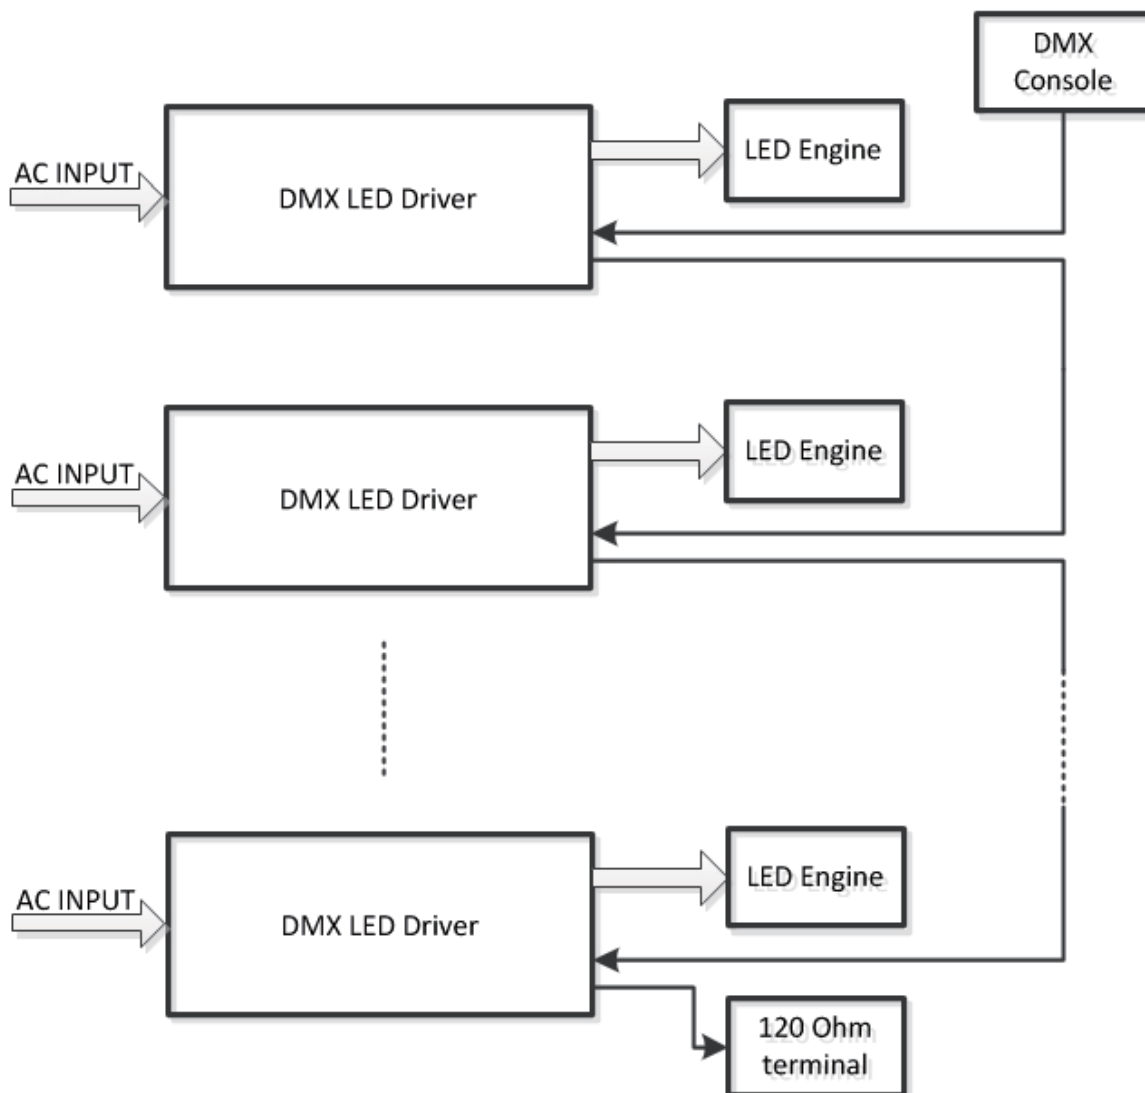 DMX
Console
LED Engine
AC INPUT
DMX LED Driver
LED Engine
AC INPUT
DMX LED Driver
LED Engine
AC INPUT
DMX LED Driver
120 Ohm
terminal